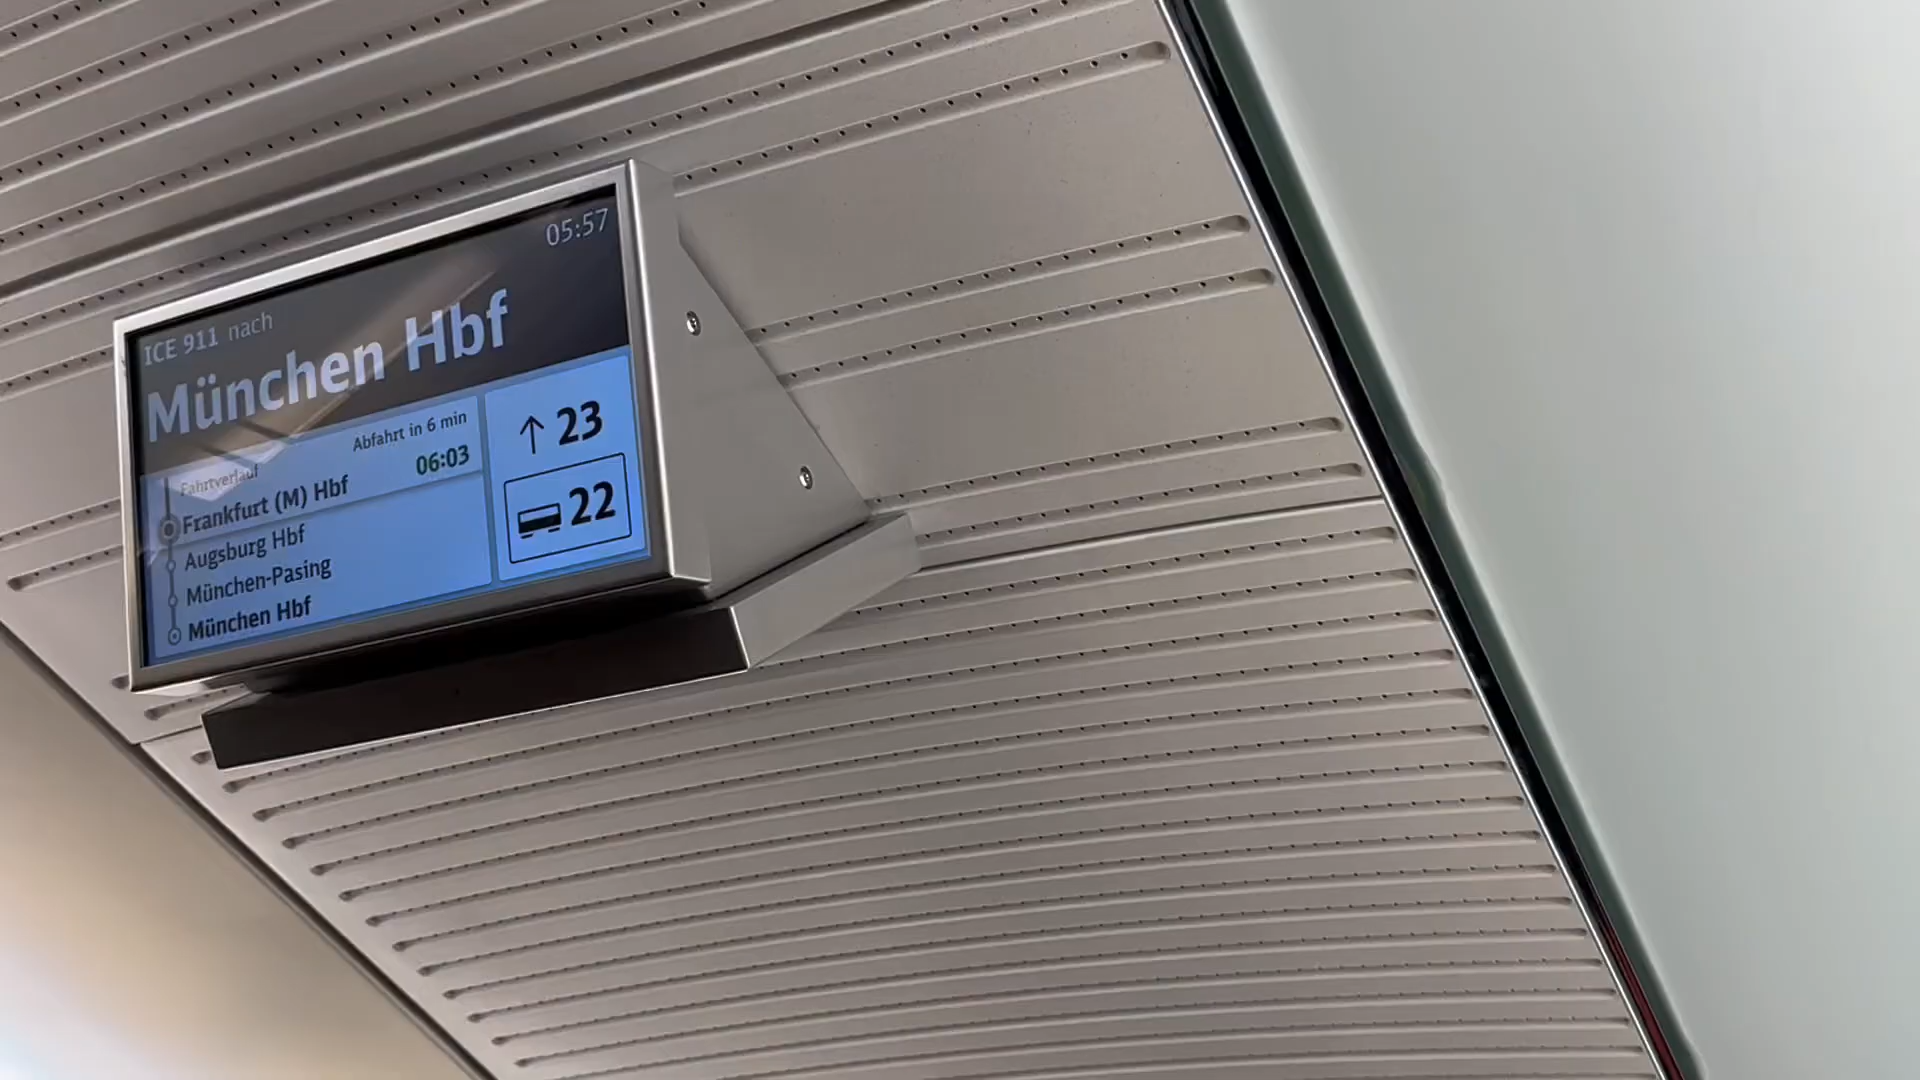 05:57
ICE 911 nach
München Hbf
Abfahrt in 6 min
Fahrtverlauf
Frankfurt (M) Hbf 06:03
Augsburg Hbf
München-Pasing
München Hbf
↑ 23
22